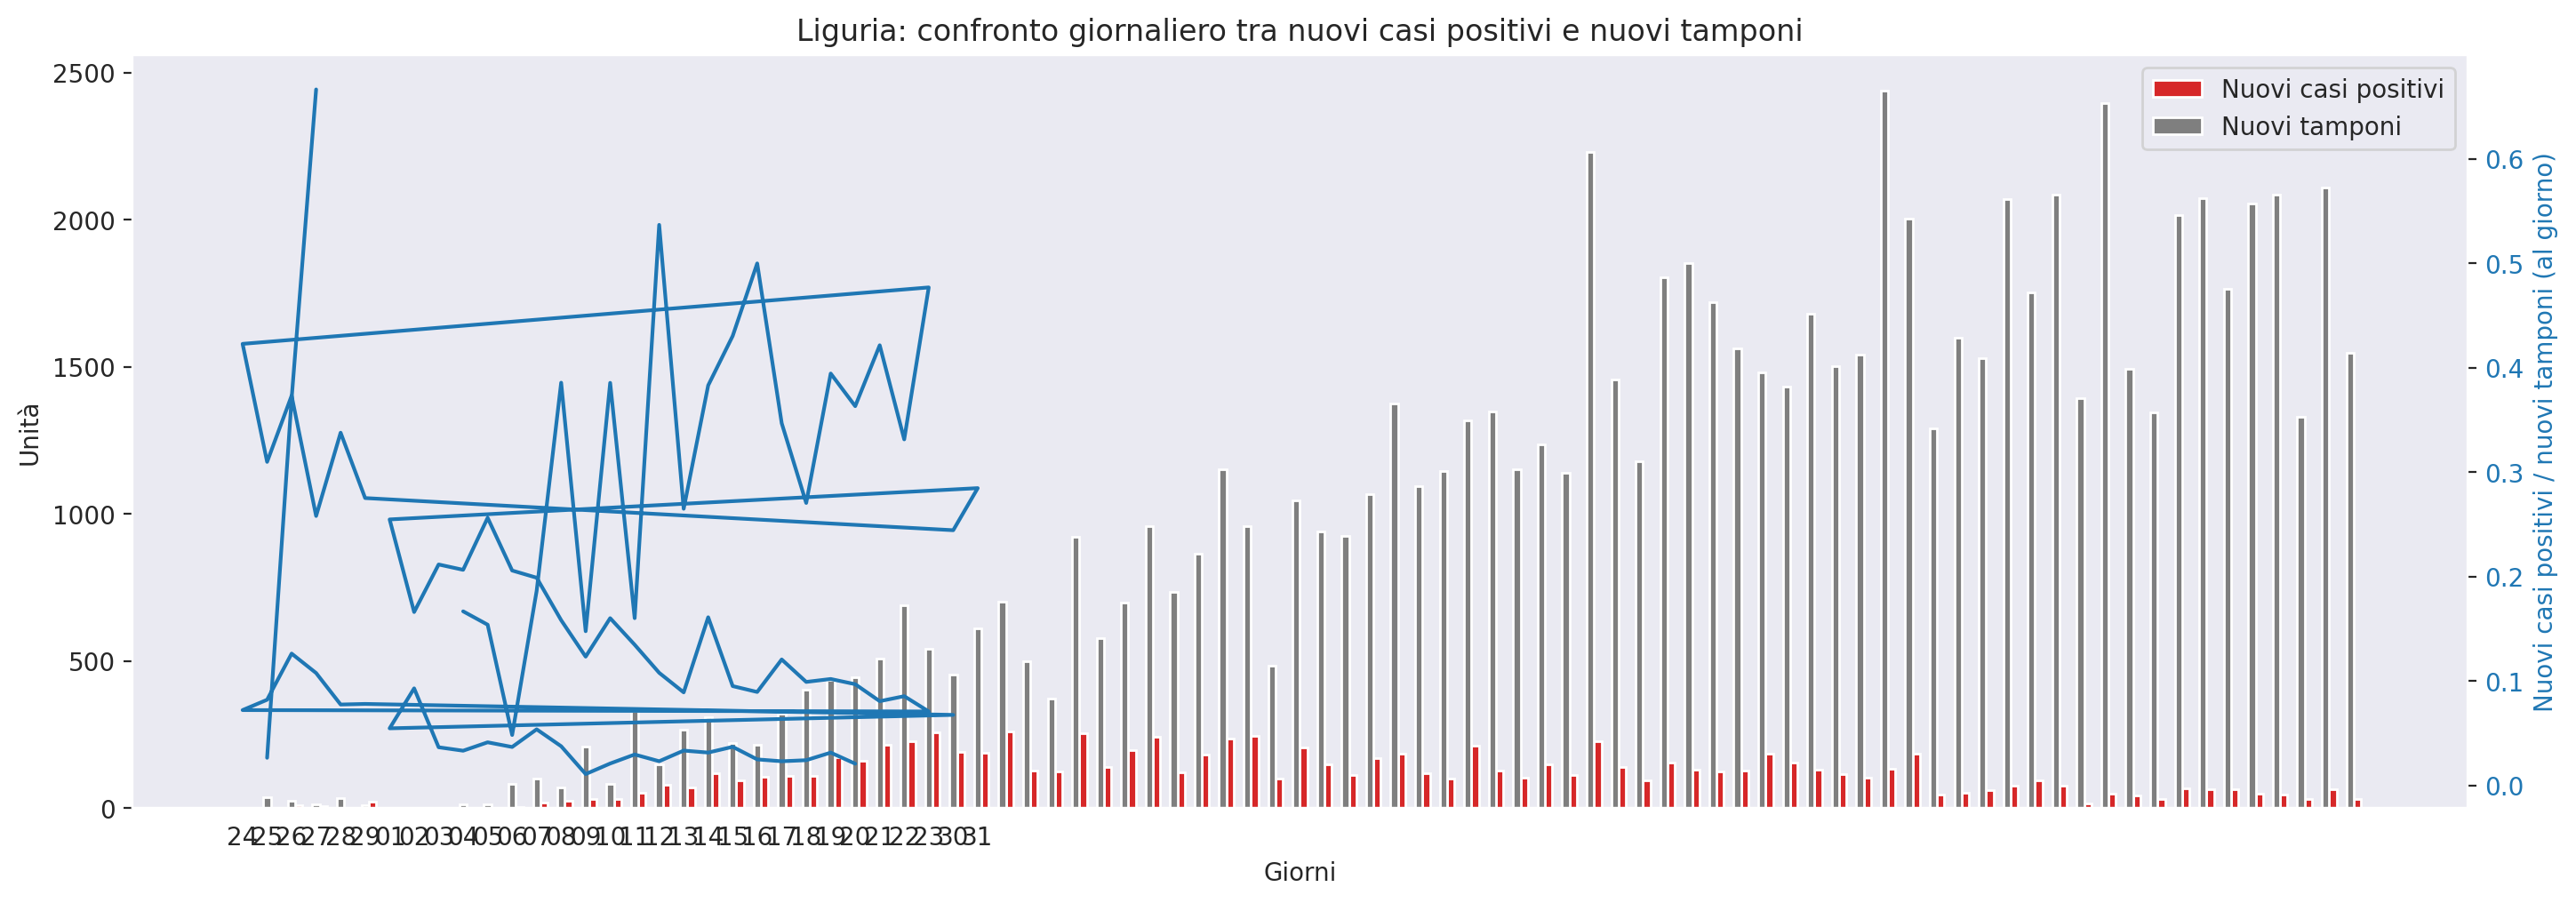 Liguria: confronto giornaliero tra nuovi casi positivi e nuovi tamponi
2500
2000
1500
1000
500
0
Unità
Nuovi casi positivi
Nuovi tamponi
0.6
0.5
0.4
0.3
0.2
0.1
0.0
Nuovi casi positivi / nuovi tamponi (al giorno)
24 25 26 27 28 29 01 02 03 04 05 06 07 08 09 10 11 12 13 14 15 16 17 18 19 20 21 22 23 30 31
Giorni